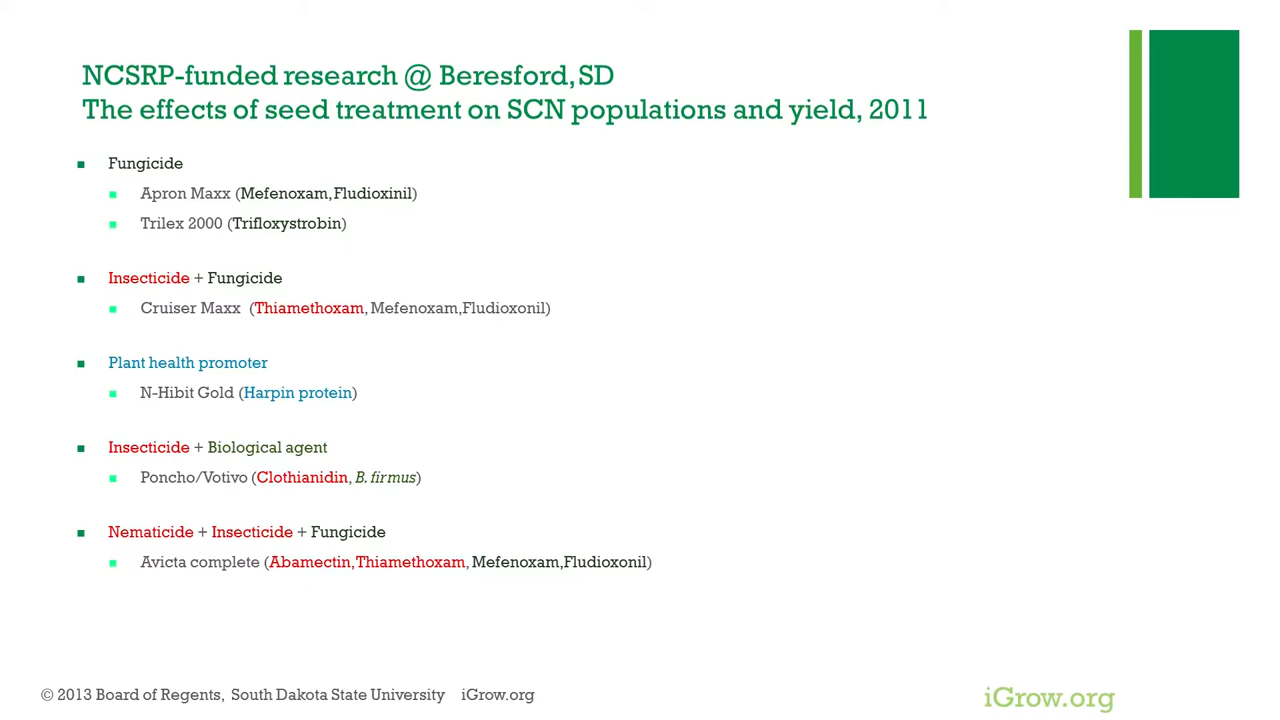 NCSRP-funded research @ Beresford, SD
The effects of seed treatment on SCN populations and yield, 2011
Fungicide
Apron Maxx (Mefenoxam, Fludioxinil)
Trilex 2000 (Trifloxystrobin)
Insecticide + Fungicide
Cruiser Maxx (Thiamethoxam, Mefenoxam,Fludioxonil)
Plant health promoter
N-Hibit Gold (Harpin protein)
Insecticide + Biological agent
Poncho/Votivo (Clothianidin, B. firmus)
Nematicide + Insecticide + Fungicide
Avicta complete (Abamectin, Thiamethoxam, Mefenoxam,Fludioxonil)
© 2013 Board of Regents, South Dakota State University iGrow.org
iGrow.org